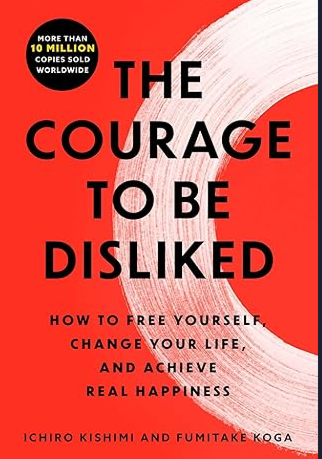 MORE THAN
10 MILLION
COPIES SOLD
WORLDWIDE
THE
COURAGE
TO BE
DISLIKED
HOW TO FREE YOURSELF,
CHANGE YOUR LIFE,
AND ACHIEVE
REAL HAPPINESS
ICHIRO KISHIMI AND FUMITAKE KOGA